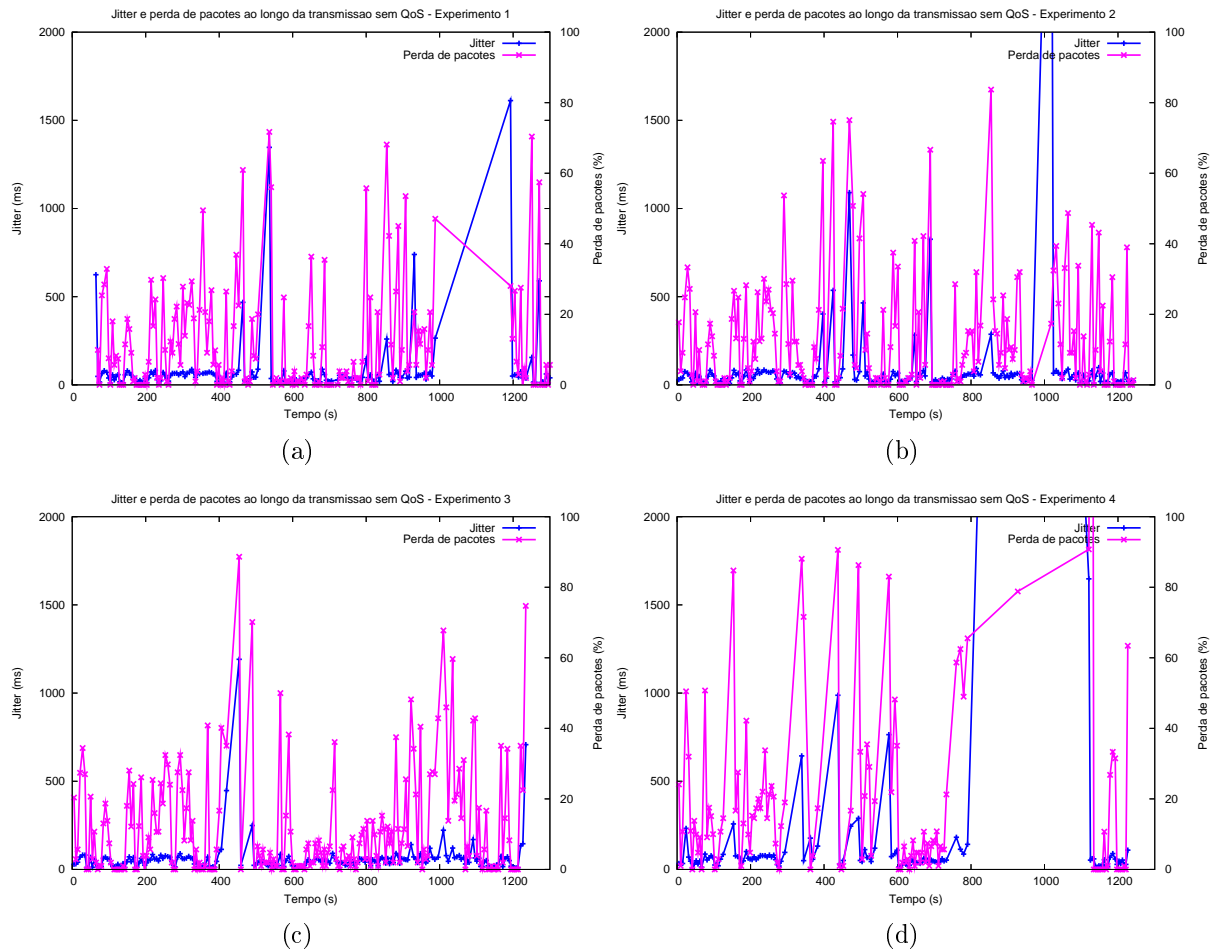 Jitter e perda de pacotes ao longo da transmissao sem QoS - Experimento 1
Jitter
Perda de pacotes
Jitter (ms)
Perda de pacotes (%)
2000
1500
1000
500
0
100
80
60
40
20
0
0 200 400 600 800 1000 1200
Tempo (s)
(a)
Jitter e perda de pacotes ao longo da transmissao sem QoS - Experimento 2
Jitter
Perda de pacotes
Jitter (ms)
Perda de pacotes (%)
2000
1500
1000
500
0
100
80
60
40
20
0
0 200 400 600 800 1000 1200
Tempo (s)
(b)
Jitter e perda de pacotes ao longo da transmissao sem QoS - Experimento 3
Jitter
Perda de pacotes
Jitter (ms)
Perda de pacotes (%)
2000
1500
1000
500
0
100
80
60
40
20
0
0 200 400 600 800 1000 1200
Tempo (s)
(c)
Jitter e perda de pacotes ao longo da transmissao sem QoS - Experimento 4
Jitter
Perda de pacotes
Jitter (ms)
Perda de pacotes (%)
2000
1500
1000
500
0
100
80
60
40
20
0
0 200 400 600 800 1000 1200
Tempo (s)
(d)